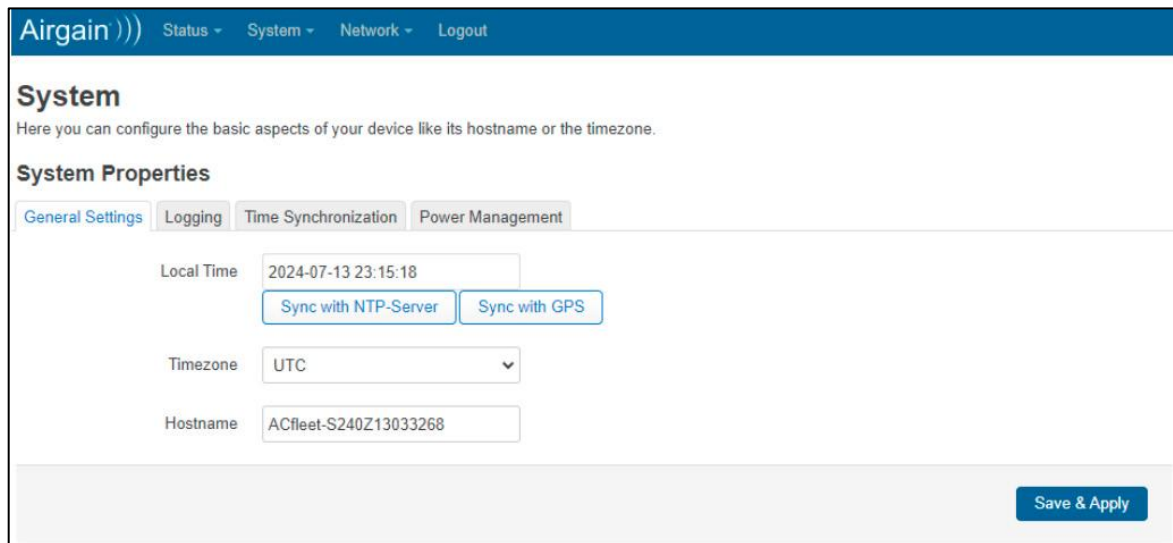 Airgain Status System Network Logout
System
Here you can configure the basic aspects of your device like its hostname or the timezone.
System Properties
General Settings Logging Time Synchronization Power Management
Local Time 2024-07-13 23:15:18
Sync with NTP-Server Sync with GPS
Timezone UTC
Hostname ACfleet-S240Z13033268
Save & Apply